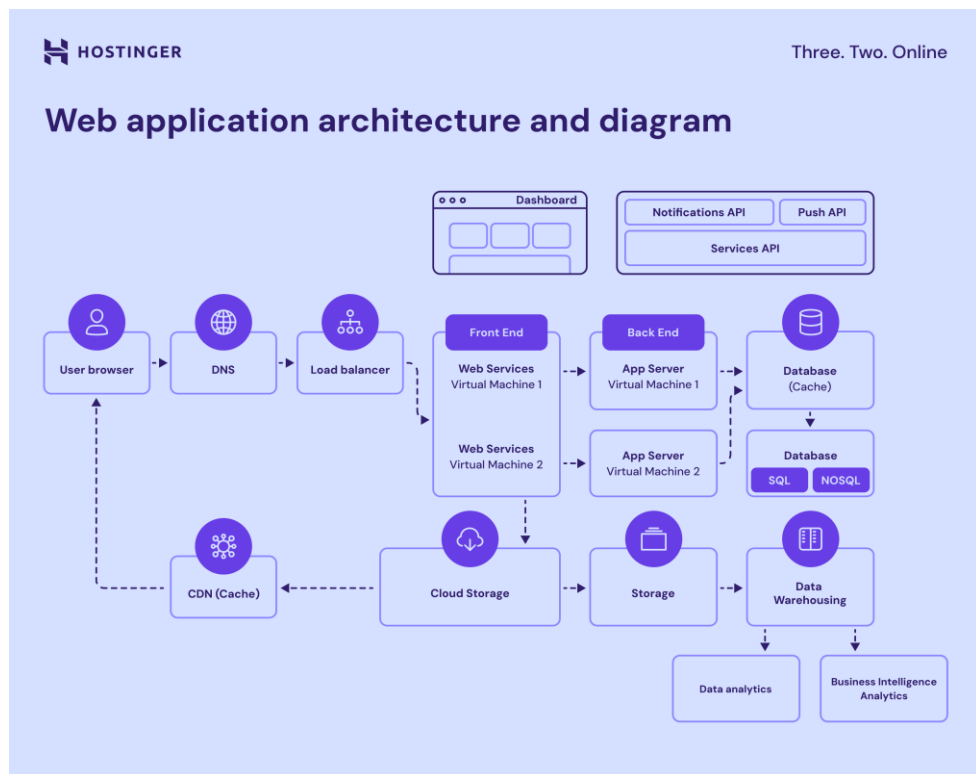 HOSTINGER
Three. Two. Online
Web application architecture and diagram
Dashboard
Notifications API
Push API
Services API
User browser
DNS
Load balancer
Front End
Web Services
Virtual Machine 1
Web Services
Virtual Machine 2
Back End
App Server
Virtual Machine 1
App Server
Virtual Machine 2
Database
(Cache)
Database
SQL
NOSQL
CDN (Cache)
Cloud Storage
Storage
Data
Warehousing
Data analytics
Business Intelligence
Analytics